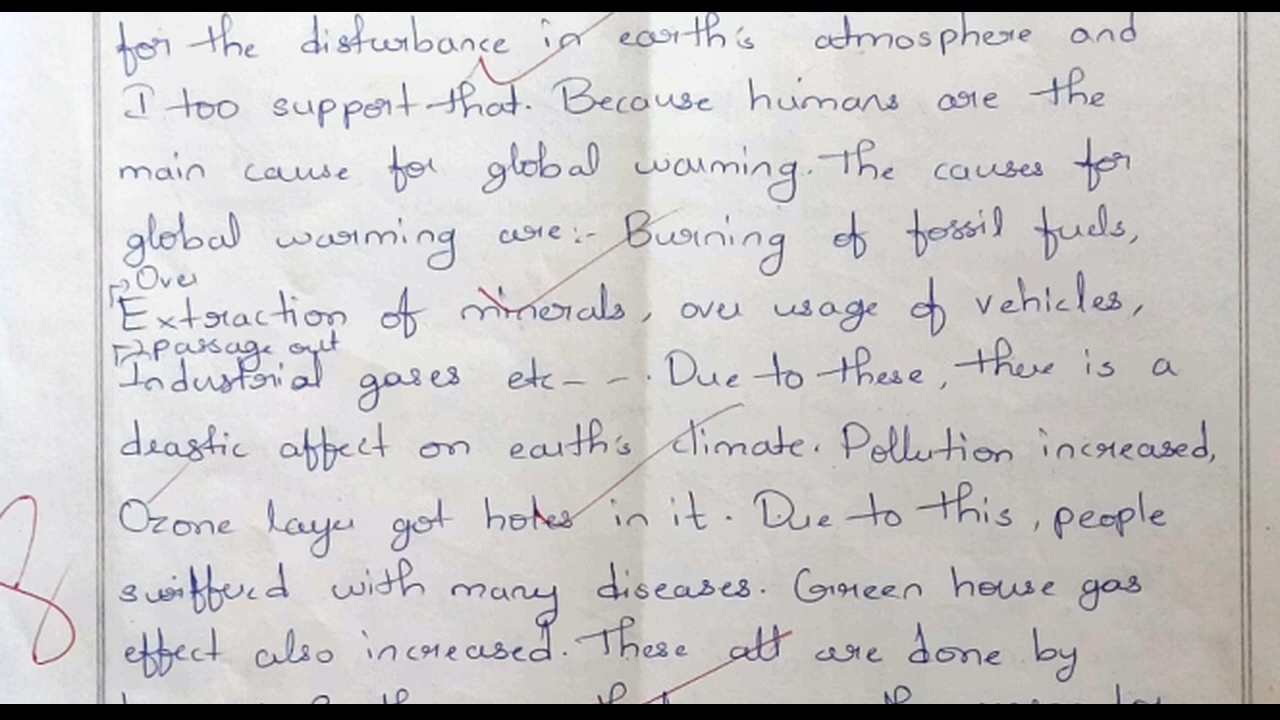 for the disturbance in earth's atmosphere and
I too support that. Because humans are the
main cause for global warming. The causes for
global warming are:- Burning of fossil fuels,
Over
Extraction of minerals, over usage of vehicles,
passage out
Industrial gases etc - - . Due to these, there is a
drastic affect on earth's climate. Pollution increased,
Ozone layer got holes in it. Due to this, people
suffered with many diseases. Green house gas
effect also increased. These all are done by